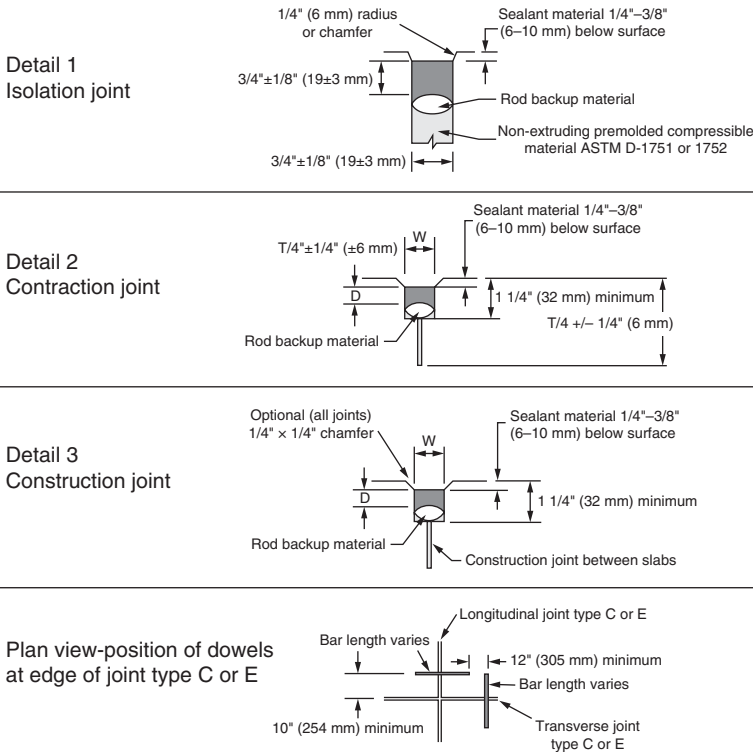 Detail 1
Isolation joint
1/4" (6 mm) radius
or chamfer
Sealant material 1/4"–3/8"
(6–10 mm) below surface
3/4"±1/8" (19±3 mm)
Rod backup material
Non-extruding premolded compressible
material ASTM D-1751 or 1752
3/4"±1/8" (19±3 mm)
Detail 2
Contraction joint
Sealant material 1/4"–3/8"
(6–10 mm) below surface
W
T/4"±1/4" (±6 mm)
D
1 1/4" (32 mm) minimum
T/4 +/– 1/4" (6 mm)
Rod backup material
Detail 3
Construction joint
Optional (all joints)
1/4" × 1/4" chamfer
W
Sealant material 1/4"–3/8"
(6–10 mm) below surface
D
1 1/4" (32 mm) minimum
Rod backup material
Construction joint between slabs
Plan view-position of dowels
at edge of joint type C or E
Longitudinal joint type C or E
Bar length varies
12" (305 mm) minimum
Bar length varies
10" (254 mm) minimum
Transverse joint
type C or E